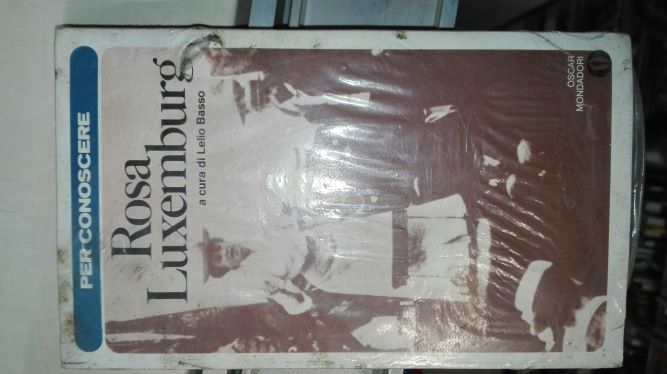 PER CONOSCERE
Rosa
Luxemburg
a cura di Lelio Basso
OSCAR
MONDADORI